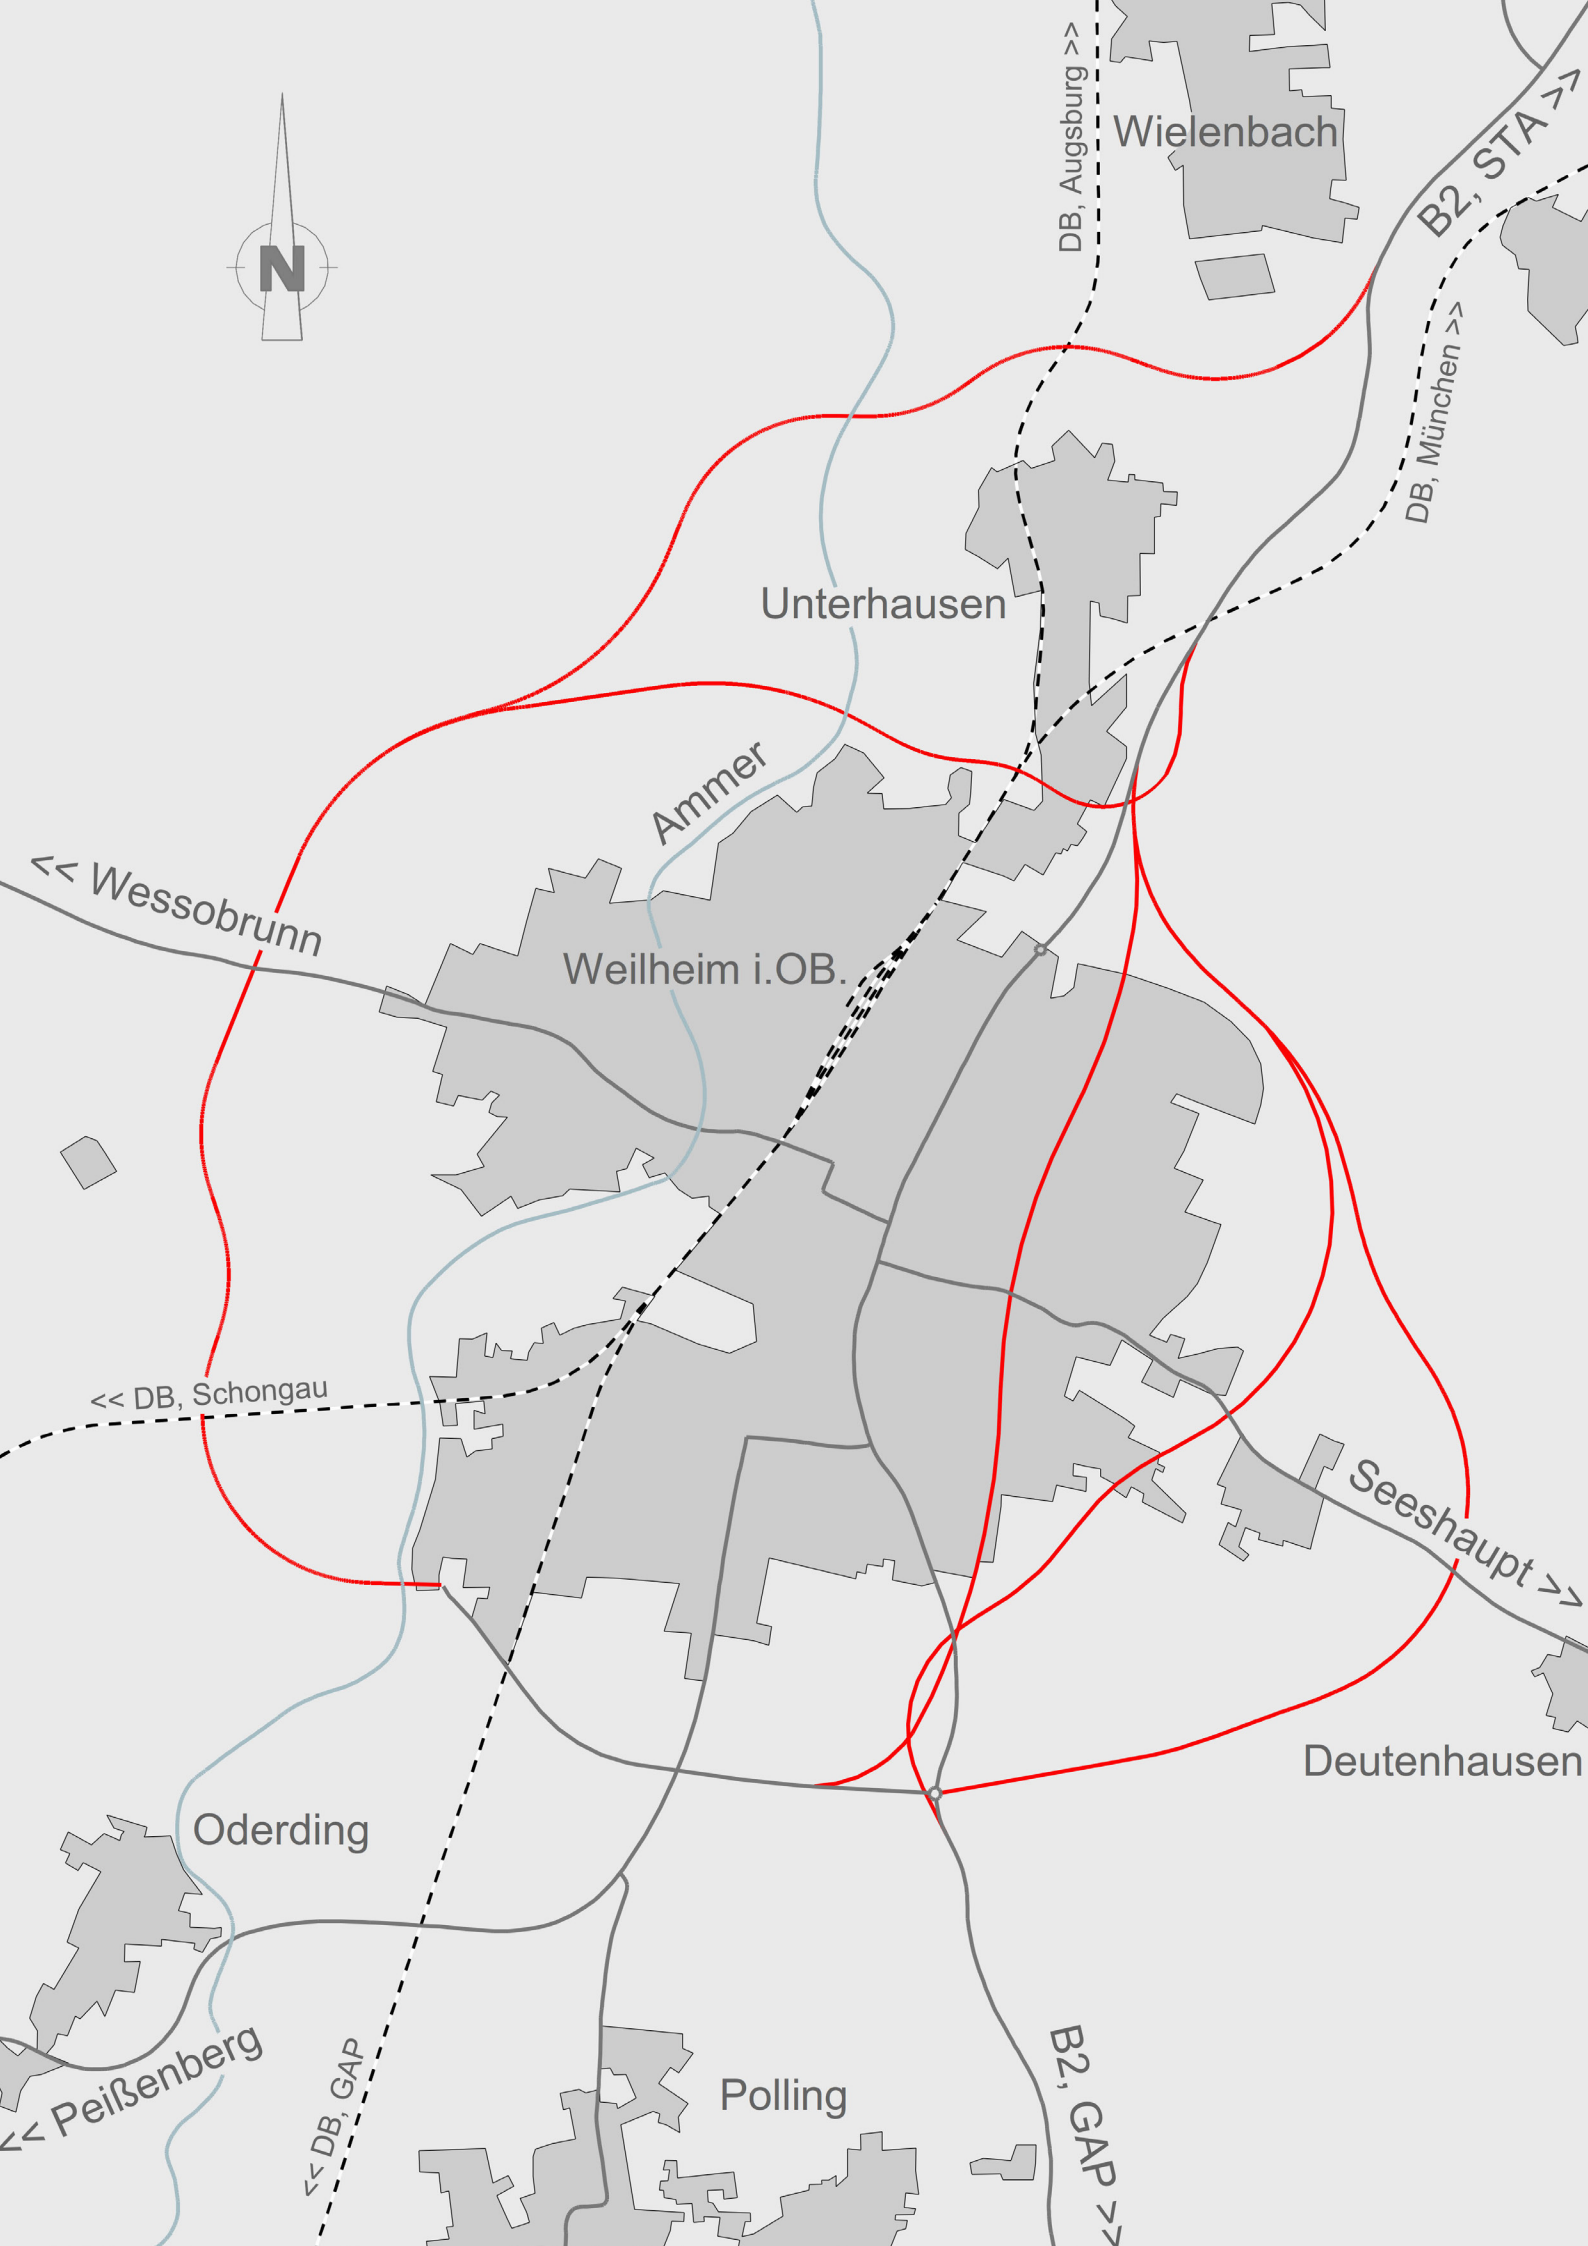 DB, Augsburg >>
Wielenbach
B2, STA >>
N
DB, München >>
Unterhausen
Ammer
<< Wessobrunn
Weilheim i.OB.
<< DB, Schongau
Seeshaupt >>
Deutenhausen
Oderding
<< Peißenberg
<< DB, GAP
Polling
B2, GAP >>